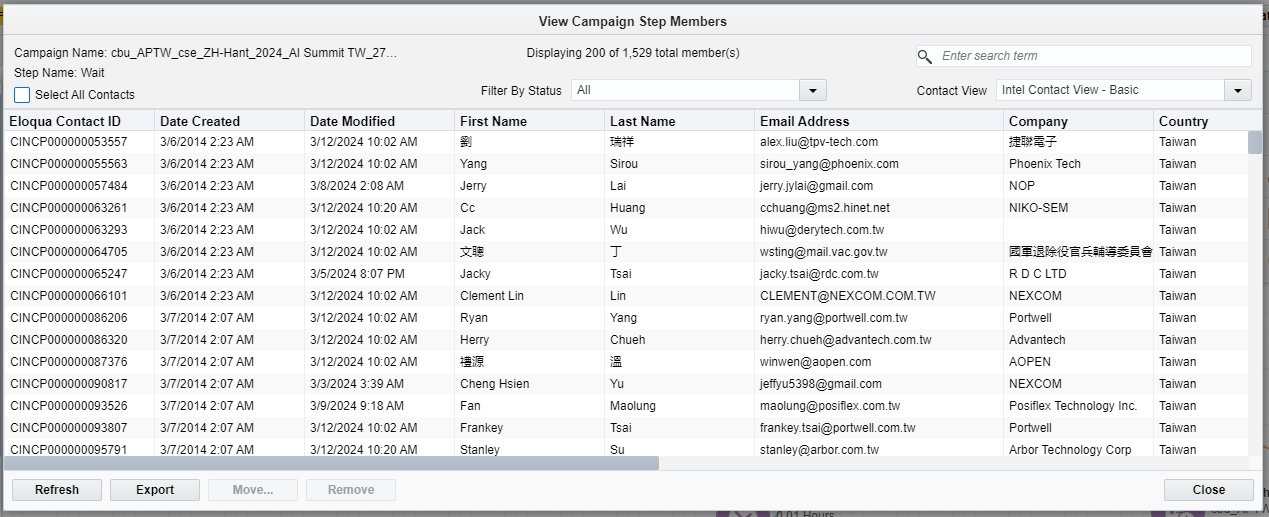 View Campaign Step Members
Campaign Name: cbu_APTW_cse_ZH-Hant_2024_AI Summit TW_27…
Displaying 200 of 1,529 total member(s)
Enter search term
Step Name: Wait
Select All Contacts
Filter By Status All
Contact View Intel Contact View - Basic
Eloqua Contact ID Date Created Date Modified First Name Last Name Email Address Company Country
CINCP000000053557 3/6/2014 2:23 AM 3/12/2024 10:02 AM 劉 瑞祥 alex.liu@tpv-tech.com 捷聯電子 Taiwan
CINCP000000055563 3/6/2014 2:23 AM 3/12/2024 10:02 AM Yang Sirou sirou_yang@phoenix.com Phoenix Tech Taiwan
CINCP000000057484 3/6/2014 2:23 AM 3/8/2024 2:08 AM Jerry Lai jerry.jylai@gmail.com NOP Taiwan
CINCP000000063261 3/6/2014 2:23 AM 3/12/2024 10:20 AM Cc Huang cchuang@ms2.hinet.net NIKO-SEM Taiwan
CINCP000000063293 3/6/2014 2:23 AM 3/12/2024 10:02 AM Jack Wu hiwu@derytech.com.tw Taiwan
CINCP000000064705 3/6/2014 2:23 AM 3/12/2024 10:02 AM 文聰 丁 wsting@mail.vac.gov.tw 國軍退除役官兵輔導委員會 Taiwan
CINCP000000065247 3/6/2014 2:23 AM 3/5/2024 8:07 PM Jacky Tsai jacky.tsai@rdc.com.tw R D C LTD Taiwan
CINCP000000066101 3/6/2014 2:23 AM 3/12/2024 10:02 AM Clement Lin Lin CLEMENT@NEXCOM.COM.TW NEXCOM Taiwan
CINCP000000086206 3/7/2014 2:07 AM 3/12/2024 10:02 AM Ryan Yang ryan.yang@portwell.com.tw Portwell Taiwan
CINCP000000086320 3/7/2014 2:07 AM 3/12/2024 10:02 AM Herry Chueh herry.chueh@advantech.com.tw Advantech Taiwan
CINCP000000087376 3/7/2014 2:07 AM 3/12/2024 10:02 AM 禮源 溫 winwen@aopen.com AOPEN Taiwan
CINCP000000090817 3/7/2014 2:07 AM 3/3/2024 3:39 AM Cheng Hsien Yu jeffyu5398@gmail.com NEXCOM Taiwan
CINCP000000093526 3/7/2014 2:07 AM 3/9/2024 9:18 AM Fan Maolung maolung@posiflex.com.tw Posiflex Technology Inc. Taiwan
CINCP000000093807 3/7/2014 2:07 AM 3/12/2024 10:02 AM Frankey Tsai frankey.tsai@portwell.com.tw Portwell Taiwan
CINCP000000095791 3/7/2014 2:07 AM 3/12/2024 10:20 AM Stanley Su stanley@arbor.com.tw Arbor Technology Corp Taiwan
Refresh Export Move... Remove Close
0.01 Hours